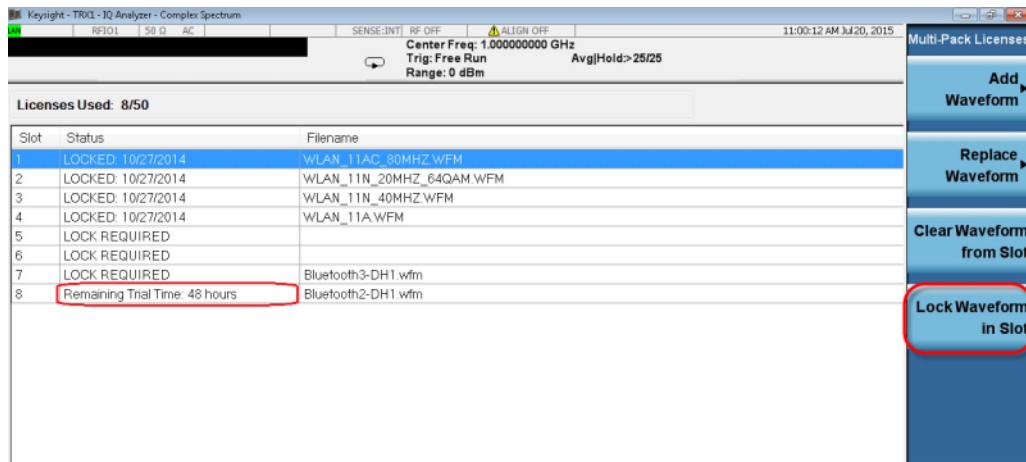 Keysight - TRX1 - IQ Analyzer - Complex Spectrum
LAN RFIO1 50 Ω AC SENSE:INT RF OFF ALIGN OFF 11:00:12 AM Jul 20, 2015
Center Freq: 1.000000000 GHz
Trig: Free Run Avg|Hold:>25/25
Range: 0 dBm
Licenses Used: 8/50
Slot Status Filename
1 LOCKED: 10/27/2014 WLAN_11AC_80MHZ.WFM
2 LOCKED: 10/27/2014 WLAN_11N_20MHZ_64QAM.WFM
3 LOCKED: 10/27/2014 WLAN_11N_40MHZ.WFM
4 LOCKED: 10/27/2014 WLAN_11A.WFM
5 LOCK REQUIRED
6 LOCK REQUIRED
7 LOCK REQUIRED Bluetooth3-DH1.wfm
8 Remaining Trial Time: 48 hours Bluetooth2-DH1.wfm
Multi-Pack Licenses
Add
Waveform
Replace
Waveform
Clear Waveform
from Slot
Lock Waveform
in Slot